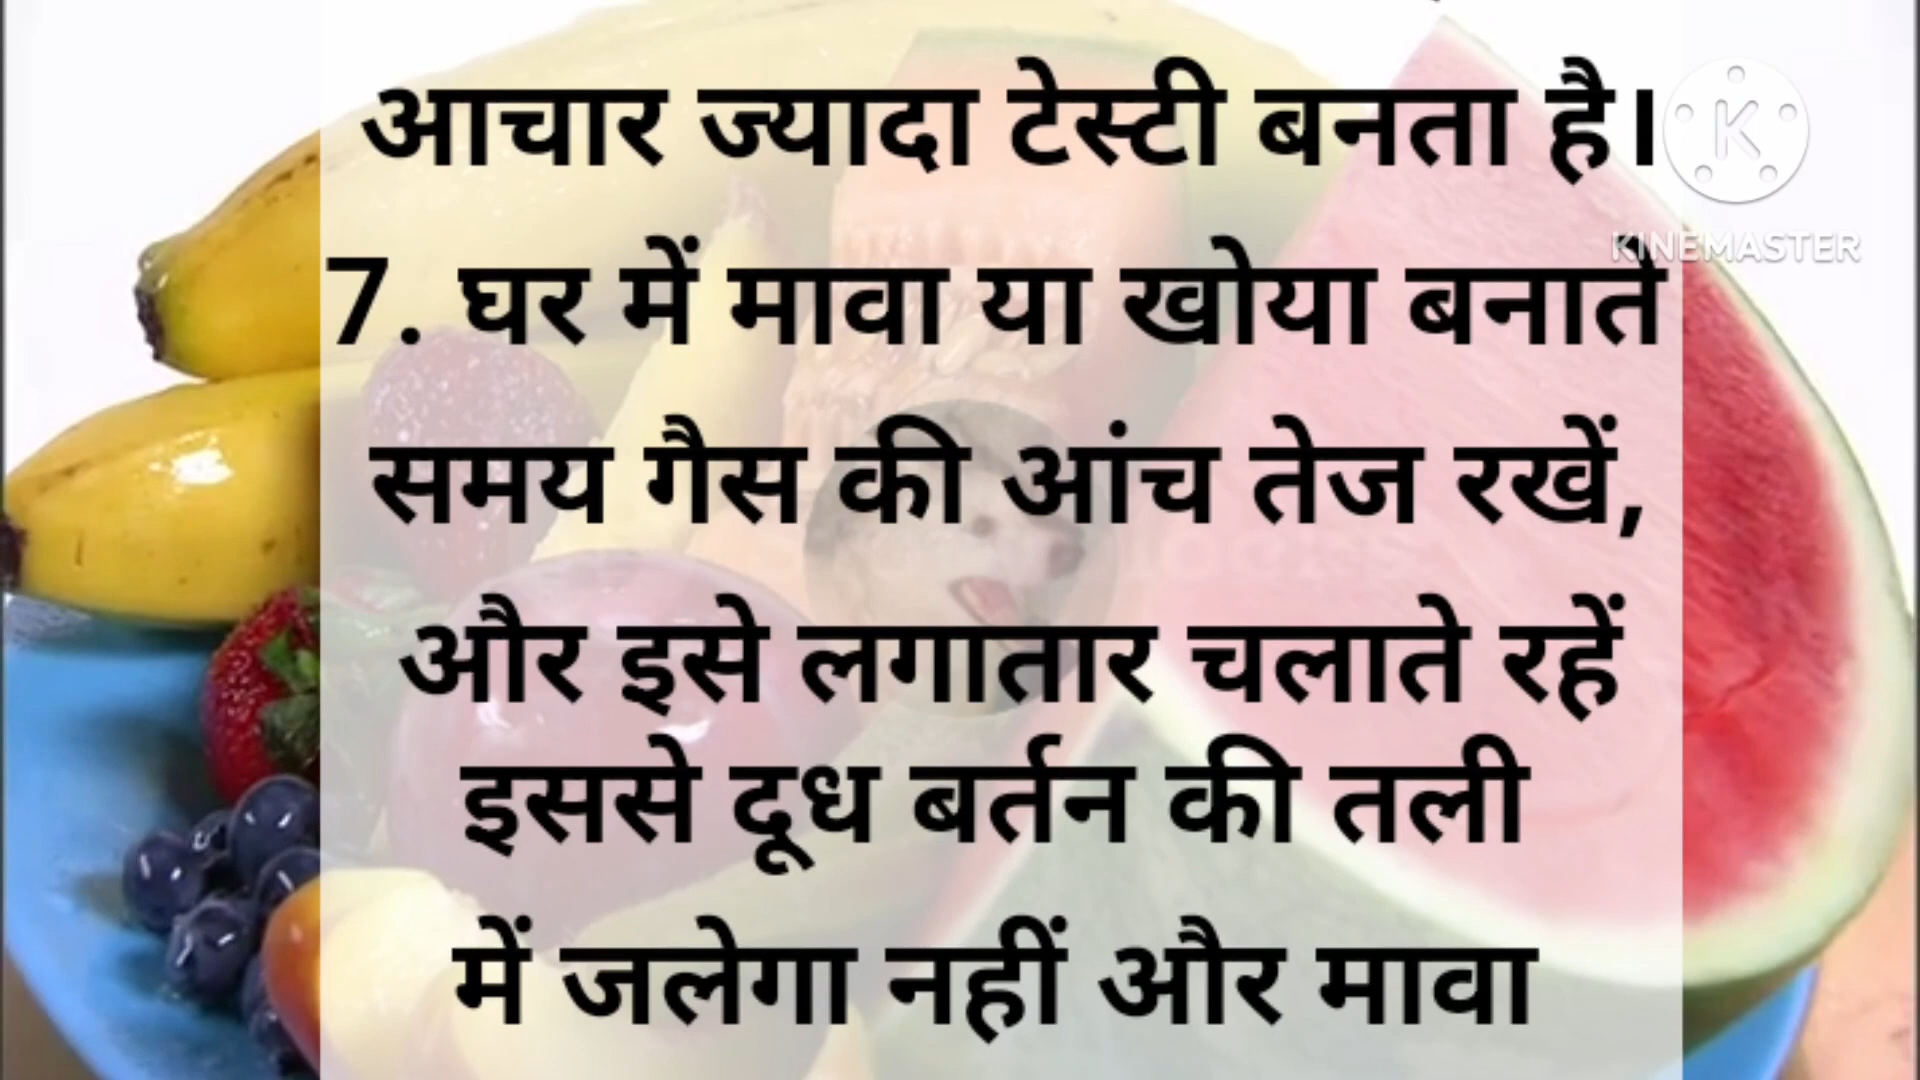 आचार ज्यादा टेस्टी बनता है।
7. घर में मावा या खोया बनाते
समय गैस की आंच तेज रखें,
और इसे लगातार चलाते रहें
इससे दूध बर्तन की तली
में जलेगा नहीं और मावा
KINEMASTER